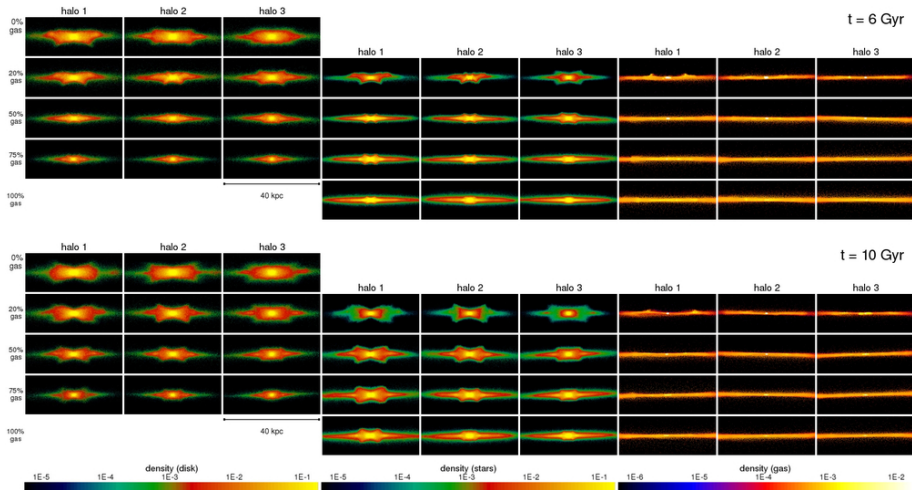 halo 1 halo 2 halo 3
t = 6 Gyr
0% gas
halo 1 halo 2 halo 3 halo 1 halo 2 halo 3
20% gas
50% gas
75% gas
40 kpc
100% gas
halo 1 halo 2 halo 3
t = 10 Gyr
0% gas
halo 1 halo 2 halo 3 halo 1 halo 2 halo 3
20% gas
50% gas
75% gas
40 kpc
100% gas
density (disk) density (stars) density (gas)
1E-5 1E-4 1E-3 1E-2 1E-1 1E-5 1E-4 1E-3 1E-2 1E-1 1E-6 1E-5 1E-4 1E-3 1E-2